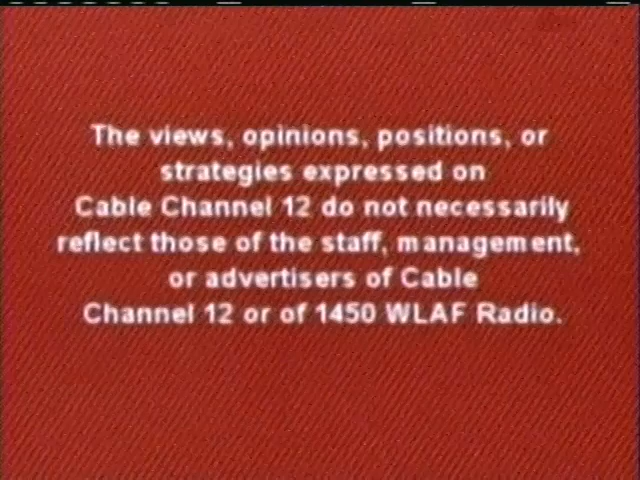 The views, opinions, positions, or
strategies expressed on
Cable Channel 12 do not necessarily
reflect those of the staff, management,
or advertisers of Cable
Channel 12 or of 1450 WLAF Radio.